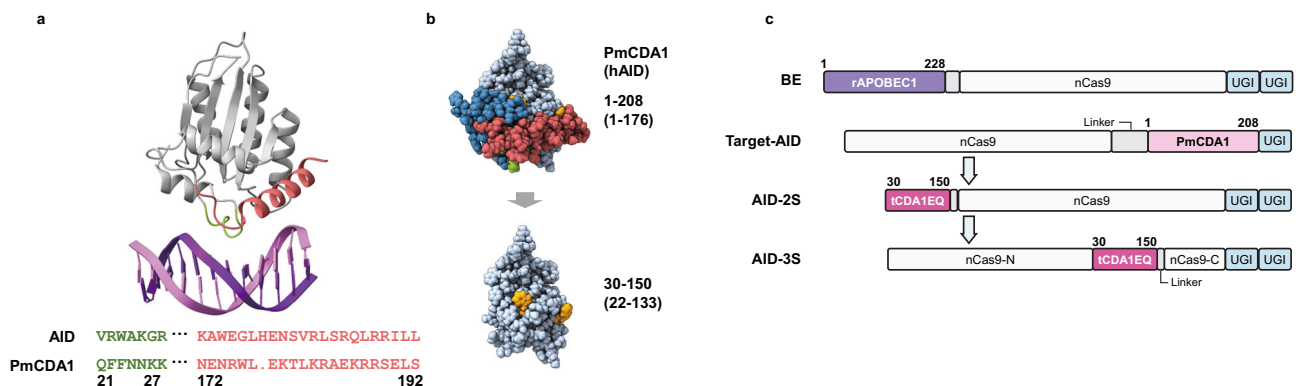 a
AID VRWAKGR ··· KAWEGLHENSVRLSRQLRRILL
PmCDA1 QFFNNKK ··· NENRWL.EKTLKRAEKRRSELS
21 27 172 192
b
PmCDA1
(hAID)
1-208
(1-176)
30-150
(22-133)
c
1 228
BE rAPOBEC1 nCas9 UGI UGI
Linker 1 208
Target-AID nCas9 PmCDA1 UGI
30 150
AID-2S tCDA1EQ nCas9 UGI UGI
30 150
AID-3S nCas9-N tCDA1EQ nCas9-C UGI UGI
Linker